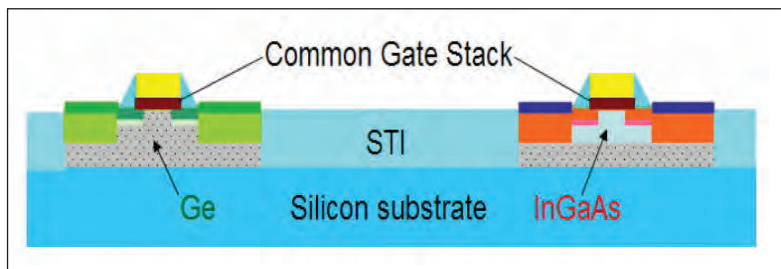 Common Gate Stack
STI
Ge
Silicon substrate
InGaAs